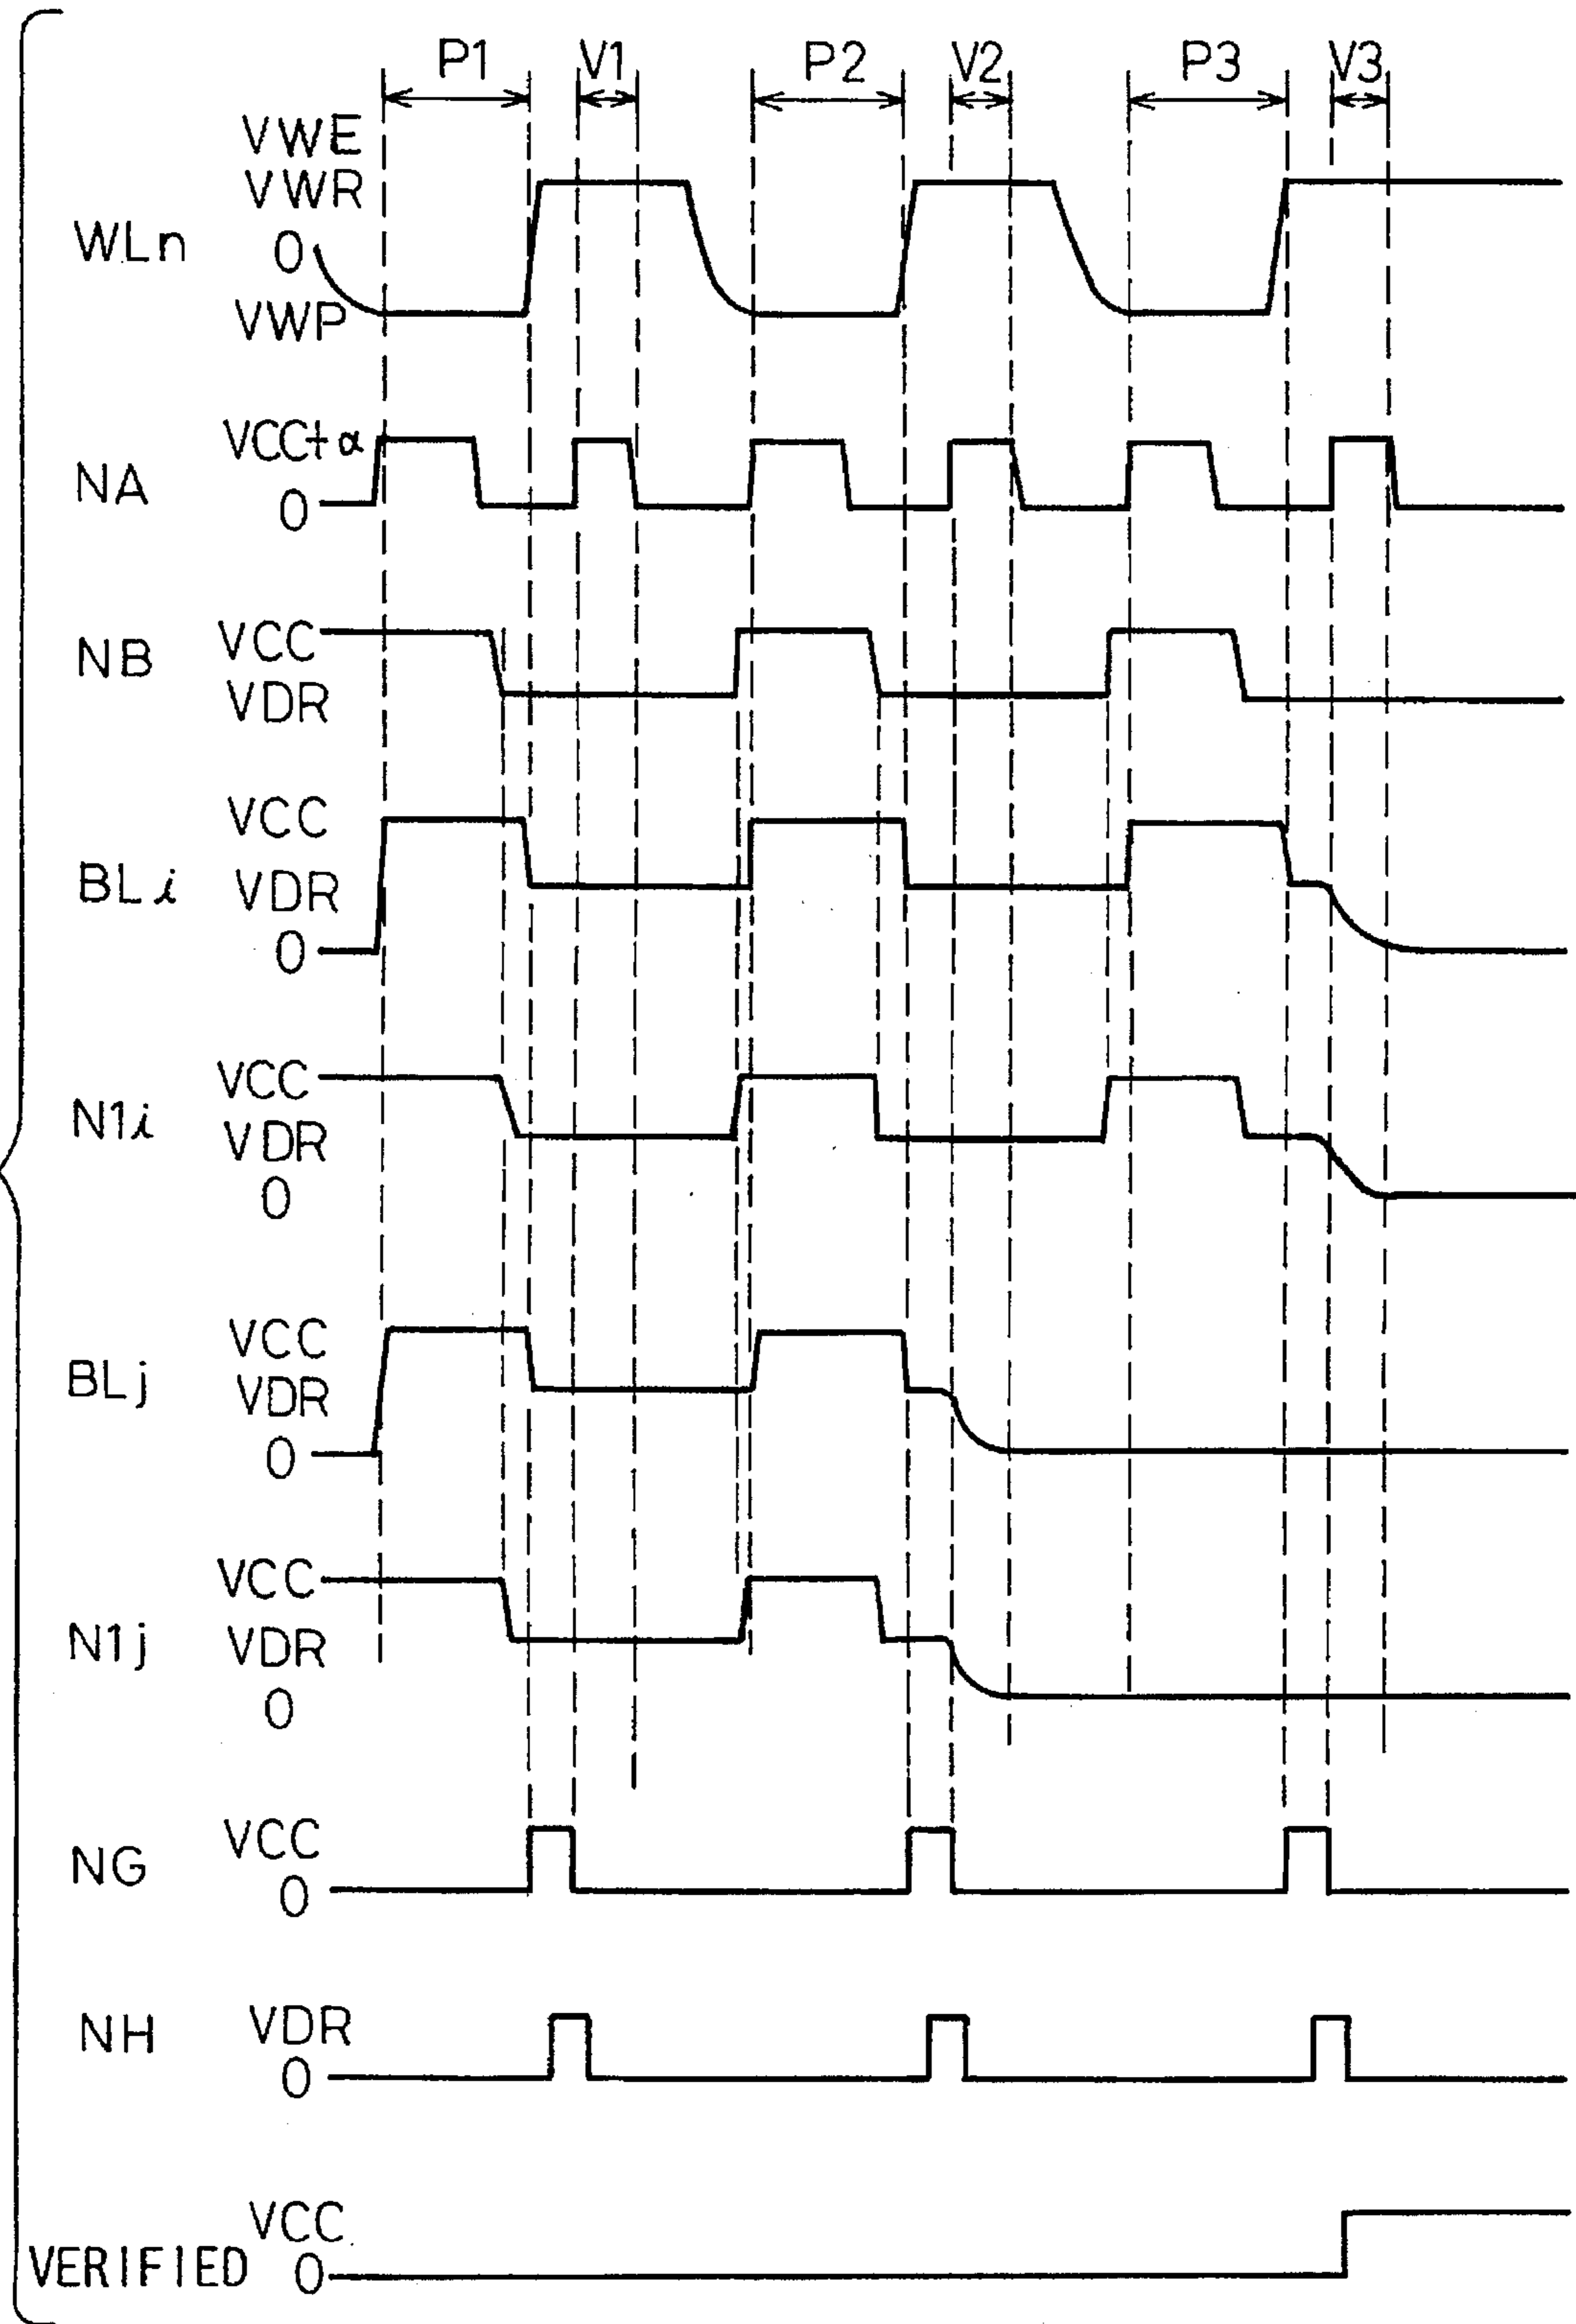 P1 V1 P2 V2 P3 V3
VWE
VWR
WLn 0
VWP
VCC+α
NA
0
VCC
NB
VDR
VCC
BLi VDR
0
VCC
N1i VDR
0
VCC
BLj VDR
0
VCC
N1j VDR
0
VCC
NG
0
VDR
NH
0
VCC
VERIFIED 0